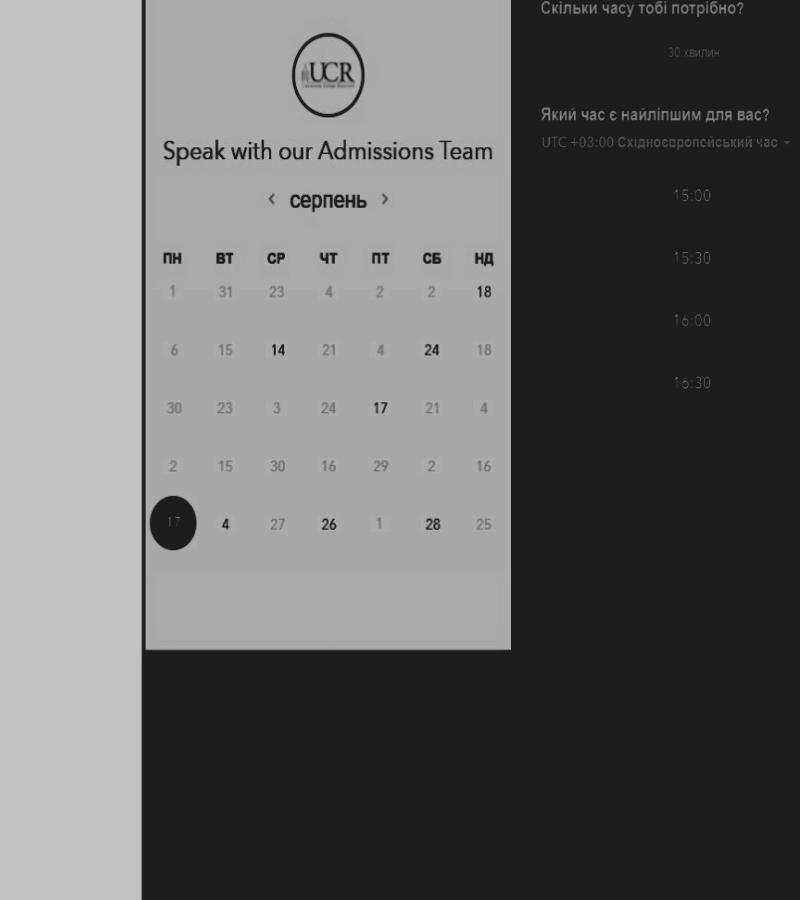 UCR
Speak with our Admissions Team
‹ серпень ›
ПН ВТ СР ЧТ ПТ СБ НД
1 31 23 4 2 2 18
6 15 14 21 4 24 18
30 23 3 24 17 21 4
2 15 30 16 29 2 16
17 4 27 26 1 28 25
Скільки часу тобі потрібно?
30 хвилин
Який час є найліпшим для вас?
UTC +03:00 Східноєвропейський час
15:00
15:30
16:00
16:30